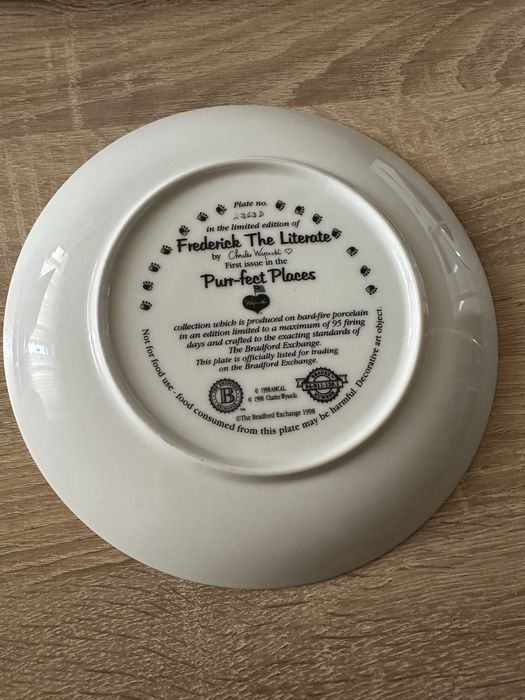 Plate no.
in the limited edition of
Frederick The Literate
by Charles Wysocki
First issue in the
Purr-fect Places
Wysocki
collection which is produced on hard-fire porcelain
in an edition limited to a maximum of 95 firing
days and crafted to the exacting standards of
The Bradford Exchange.
This plate is officially listed for trading
on the Bradford Exchange.
B
™
© 1998 AMCAL
© 1998 Charles Wysocki
©The Bradford Exchange 1998
Not for food use - food consumed from this plate may be harmful. Decorative art object.